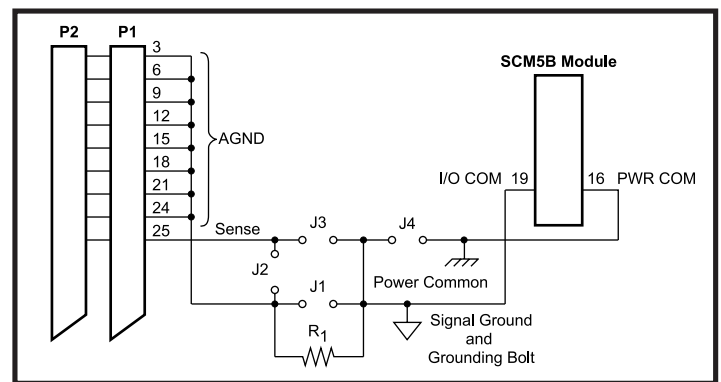 P2 P1
3
6
9
12
15
18
21
24
25
AGND
Sense
SCM5B Module
I/O COM 19 16 PWR COM
J3 J4
J2
J1
R1
Power Common
Signal Ground
and
Grounding Bolt